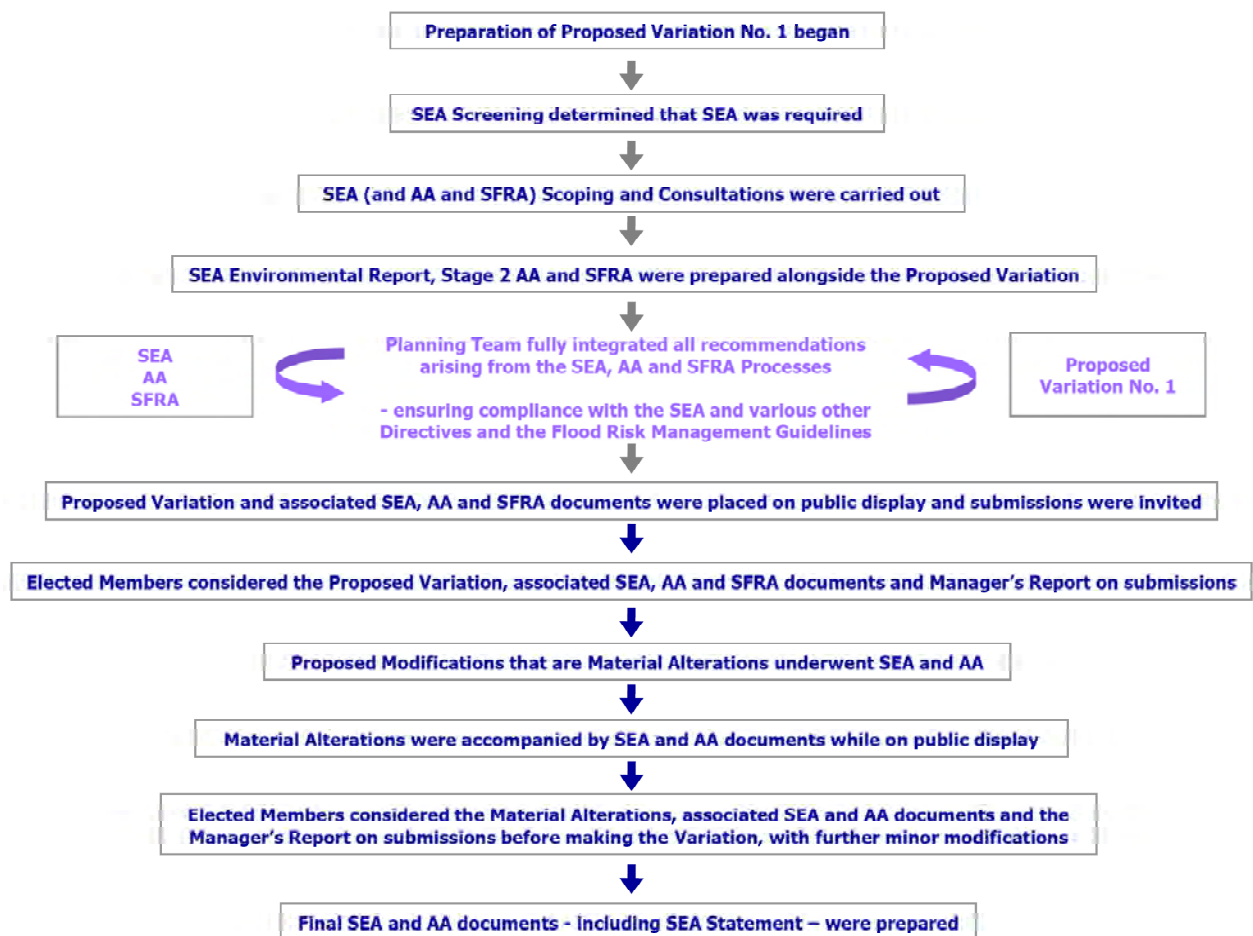 Preparation of Proposed Variation No. 1 began
SEA Screening determined that SEA was required
SEA (and AA and SFRA) Scoping and Consultations were carried out
SEA Environmental Report, Stage 2 AA and SFRA were prepared alongside the Proposed Variation
SEA
AA
SFRA
Planning Team fully integrated all recommendations
arising from the SEA, AA and SFRA Processes
- ensuring compliance with the SEA and various other
Directives and the Flood Risk Management Guidelines
Proposed
Variation No. 1
Proposed Variation and associated SEA, AA and SFRA documents were placed on public display and submissions were invited
Elected Members considered the Proposed Variation, associated SEA, AA and SFRA documents and Manager's Report on submissions
Proposed Modifications that are Material Alterations underwent SEA and AA
Material Alterations were accompanied by SEA and AA documents while on public display
Elected Members considered the Material Alterations, associated SEA and AA documents and the
Manager's Report on submissions before making the Variation, with further minor modifications
Final SEA and AA documents - including SEA Statement – were prepared